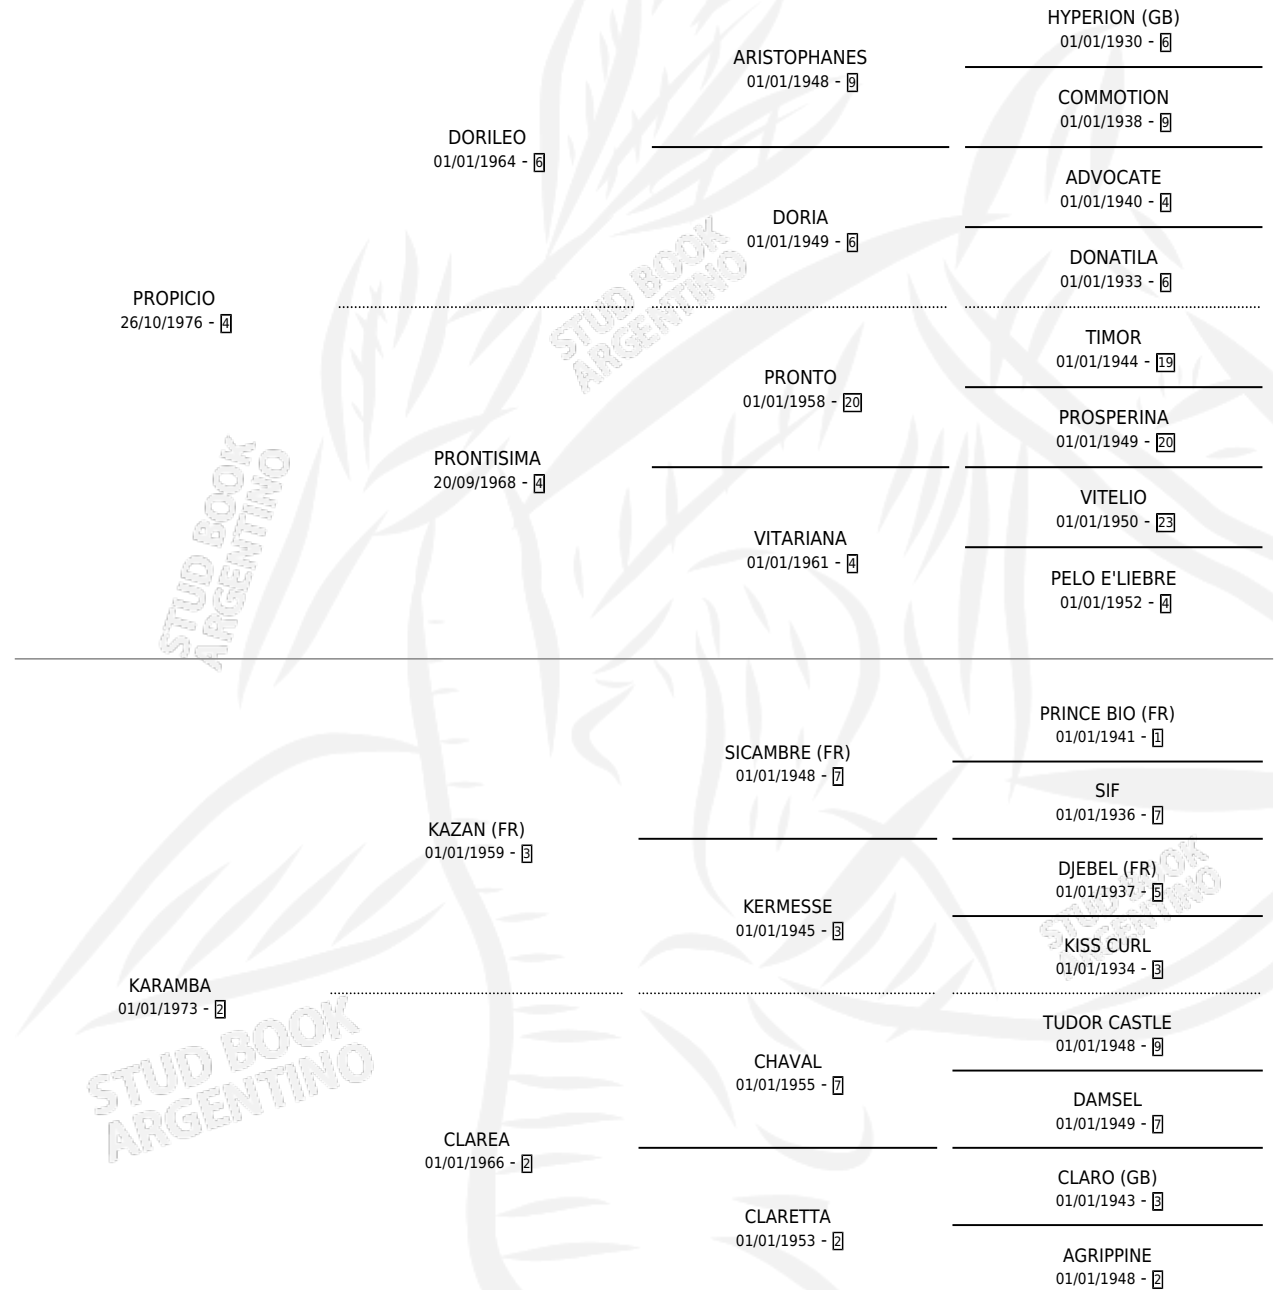 HYPERION (GB)
01/01/1930 - 6
ARISTOPHANES
01/01/1948 - 9
COMMOTION
01/01/1938 - 9
DORILEO
01/01/1964 - 6
ADVOCATE
01/01/1940 - 4
DORIA
01/01/1949 - 6
DONATILA
01/01/1933 - 6
PROPICIO
26/10/1976 - 4
TIMOR
01/01/1944 - 19
PRONTO
01/01/1958 - 20
PROSPERINA
01/01/1949 - 20
PRONTISIMA
20/09/1968 - 4
VITELIO
01/01/1950 - 23
VITARIANA
01/01/1961 - 4
PELO E'LIEBRE
01/01/1952 - 4
PRINCE BIO (FR)
01/01/1941 - 1
SICAMBRE (FR)
01/01/1948 - 7
SIF
01/01/1936 - 7
KAZAN (FR)
01/01/1959 - 3
DJEBEL (FR)
01/01/1937 - 5
KERMESSE
01/01/1945 - 3
KISS CURL
01/01/1934 - 3
KARAMBA
01/01/1973 - 2
TUDOR CASTLE
01/01/1948 - 9
CHAVAL
01/01/1955 - 7
DAMSEL
01/01/1949 - 7
CLAREA
01/01/1966 - 2
CLARO (GB)
01/01/1943 - 3
CLARETTA
01/01/1953 - 2
AGRIPPINE
01/01/1948 - 2
STUD BOOK
ARGENTINO
STUD BOOK
ARGENTINO
STUD BOOK
ARGENTINO
STUD BOOK
ARGENTINO